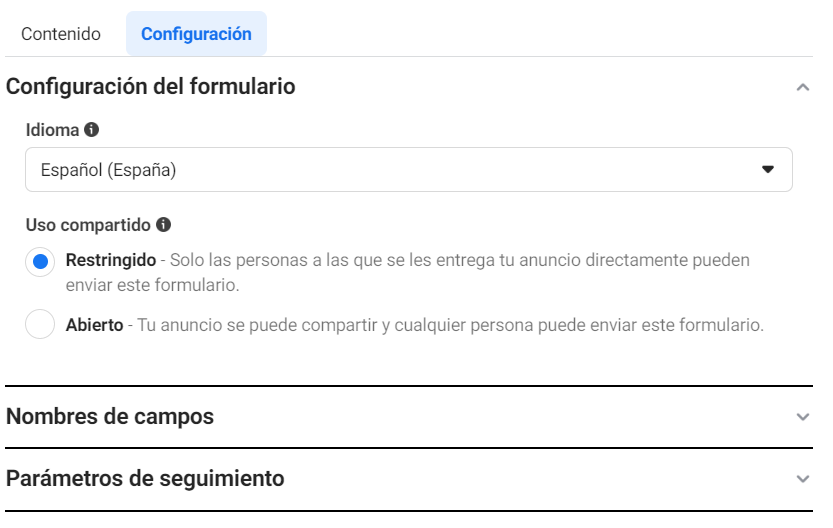 Contenido
Configuración
Configuración del formulario
Idioma
Español (España)
Uso compartido
Restringido - Solo las personas a las que se les entrega tu anuncio directamente pueden
enviar este formulario.
Abierto - Tu anuncio se puede compartir y cualquier persona puede enviar este formulario.
Nombres de campos
Parámetros de seguimiento